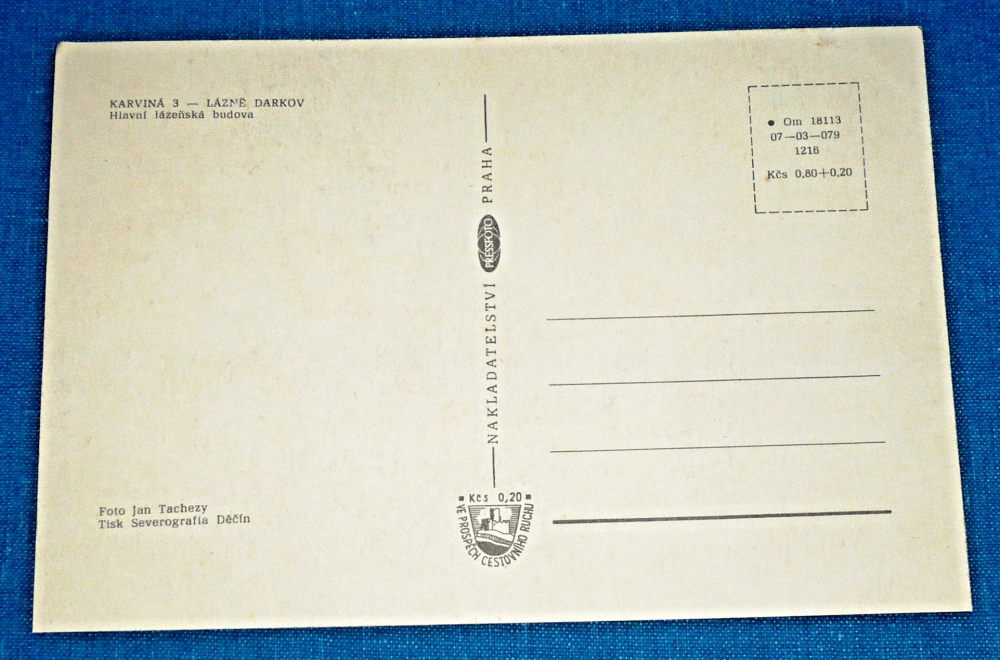 KARVINÁ 3 — LÁZNĚ DARKOV
Hlavní lázeňská budova
Foto Jan Tachezy
Tisk Severografia Děčín
NAKLADATELSTVÍ PRESSFOTO PRAHA
Kčs 0,20
VE PROSPĚCH CESTOVNÍHO RUCHU
● Om 18113
07—03—079
1216
Kčs 0,80+0,20